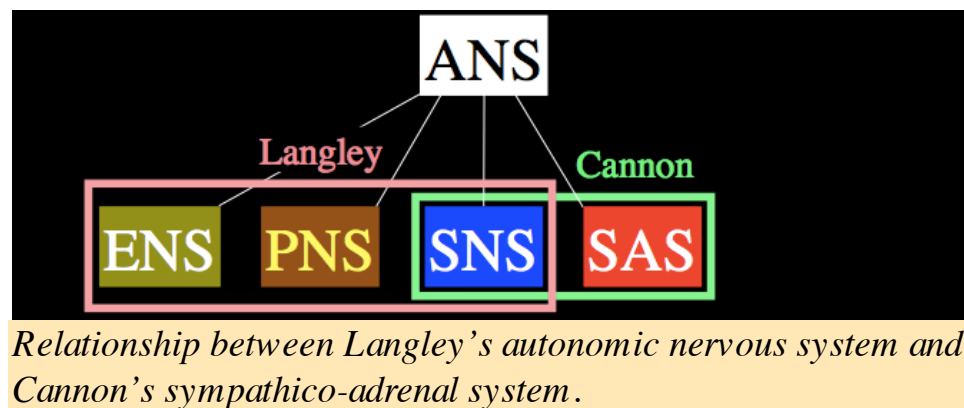 ANS
Langley
Cannon
ENS PNS SNS SAS
Relationship between Langley’s autonomic nervous system and
Cannon’s sympathico-adrenal system.